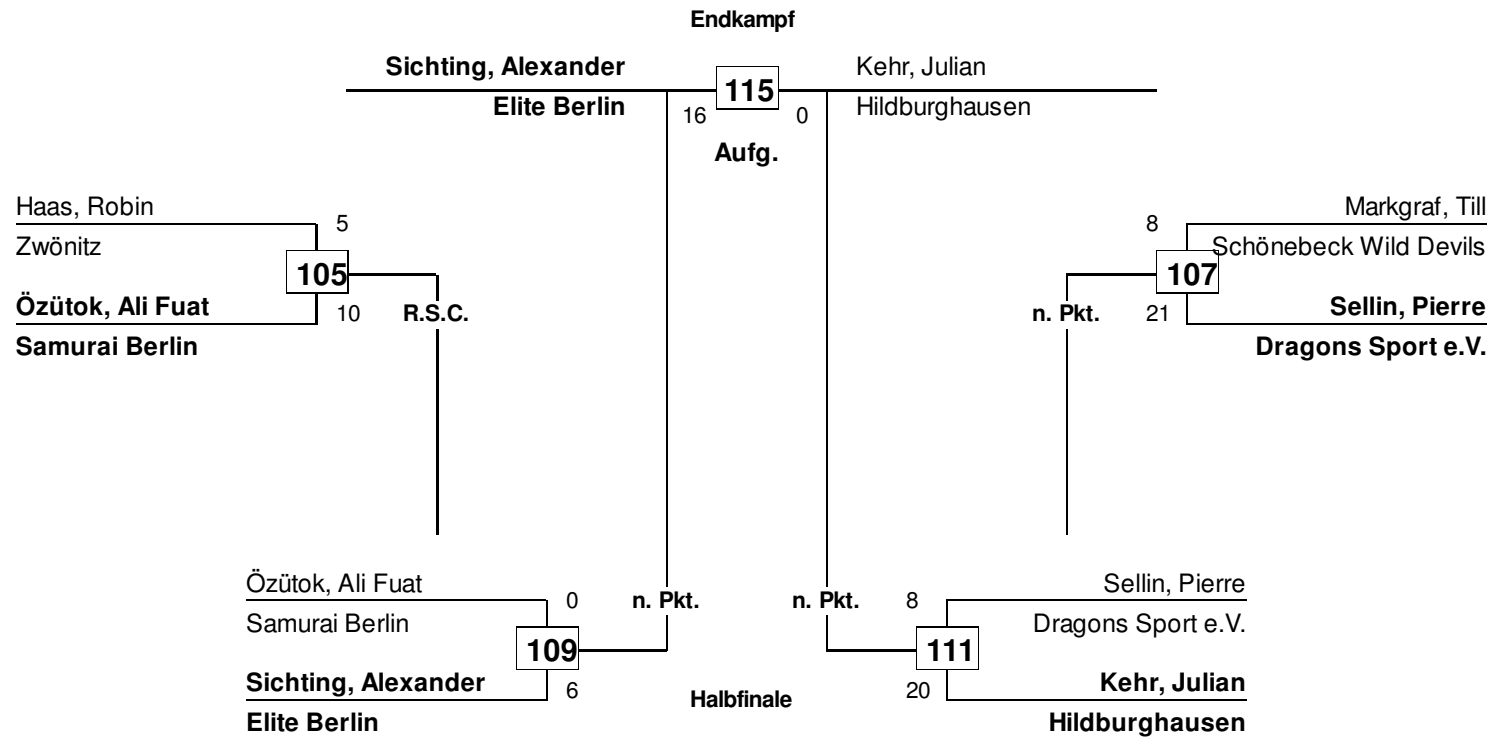 Endkampf
Sichting, Alexander
Elite Berlin
16
115
0
Aufg.
Kehr, Julian
Hildburghausen
Haas, Robin
Zwönitz
5
105
Özütok, Ali Fuat
Samurai Berlin
10
R.S.C.
Markgraf, Till
Schönebeck Wild Devils
8
107
n. Pkt.
21
Sellin, Pierre
Dragons Sport e.V.
Özütok, Ali Fuat
Samurai Berlin
0
n. Pkt.
109
Sichting, Alexander
Elite Berlin
6
Halbfinale
n. Pkt.
8
Sellin, Pierre
Dragons Sport e.V.
111
20
Kehr, Julian
Hildburghausen